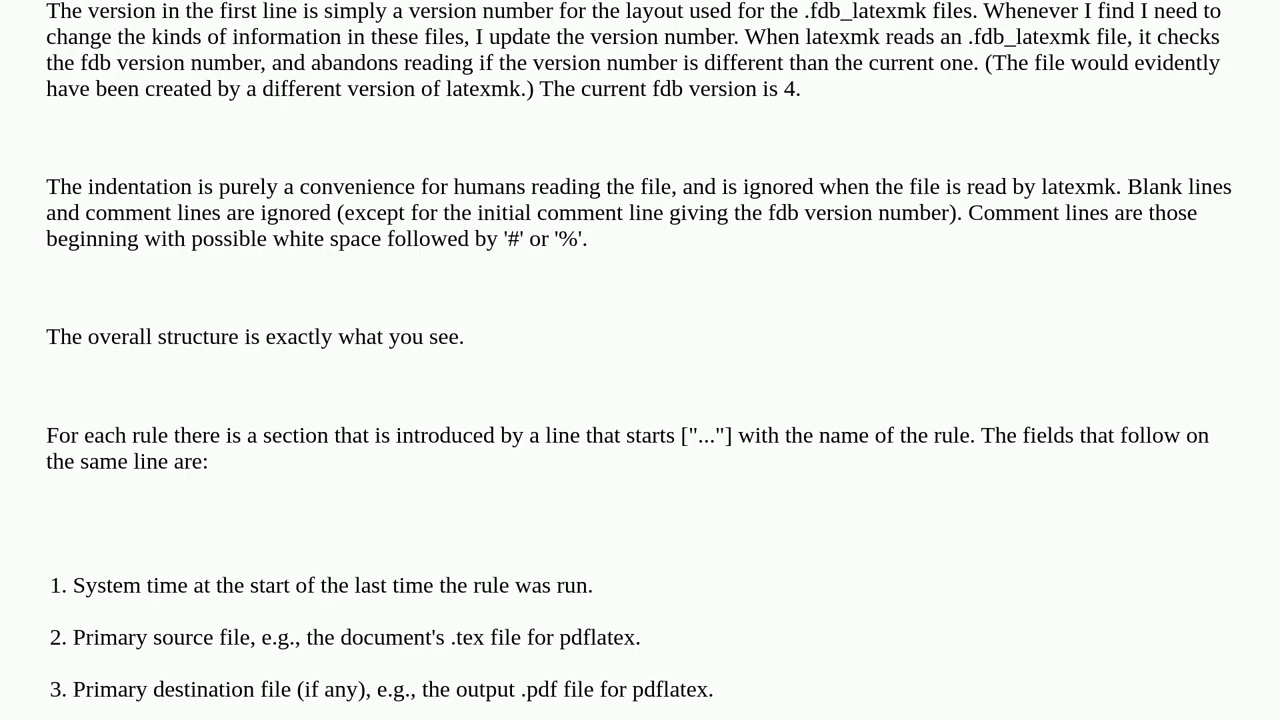 The version in the first line is simply a version number for the layout used for the .fdb_latexmk files. Whenever I find I need to
change the kinds of information in these files, I update the version number. When latexmk reads an .fdb_latexmk file, it checks
the fdb version number, and abandons reading if the version number is different than the current one. (The file would evidently
have been created by a different version of latexmk.) The current fdb version is 4.
The indentation is purely a convenience for humans reading the file, and is ignored when the file is read by latexmk. Blank lines
and comment lines are ignored (except for the initial comment line giving the fdb version number). Comment lines are those
beginning with possible white space followed by '#' or '%'.
The overall structure is exactly what you see.
For each rule there is a section that is introduced by a line that starts ["..."] with the name of the rule. The fields that follow on
the same line are:
1. System time at the start of the last time the rule was run.
2. Primary source file, e.g., the document's .tex file for pdflatex.
3. Primary destination file (if any), e.g., the output .pdf file for pdflatex.